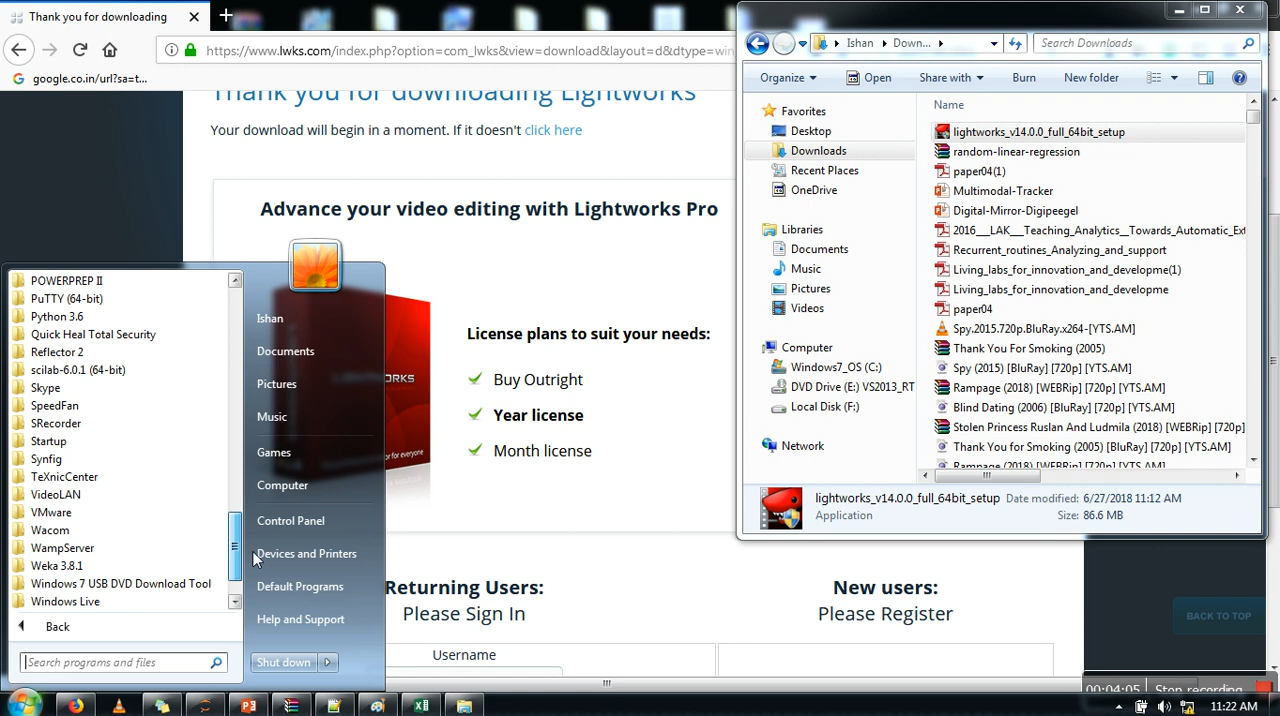 Thank you for downloading
https://www.lwks.com/index.php?option=com_lwks&view=download&layout=d&dtype=win
google.co.in/url?sa=t...
Thank you for downloading Lightworks
Your download will begin in a moment. If it doesn't click here
Advance your video editing with Lightworks Pro
License plans to suit your needs:
Buy Outright
Year license
Month license
Returning Users:
Please Sign In
Username
New users:
Please Register
BACK TO TOP
Ishan
Down...
Search Downloads
Organize
Open
Share with
Burn
New folder
Favorites
Desktop
Downloads
Recent Places
OneDrive
Libraries
Documents
Music
Pictures
Videos
Computer
Windows7_OS (C:)
DVD Drive (E:) VS2013_RT
Local Disk (F:)
Network
Name
lightworks_v14.0.0_full_64bit_setup
random-linear-regression
paper04(1)
Multimodal-Tracker
Digital-Mirror-Digipeegel
2016___LAK__Teaching_Analytics__Towards_Automatic_Ext
Recurrent_routines_Analyzing_and_support
Living_labs_for_innovation_and_developme(1)
Living_labs_for_innovation_and_developme
paper04
Spy.2015.720p.BluRay.x264-[YTS.AM]
Thank You For Smoking (2005)
Spy (2015) [BluRay] [720p] [YTS.AM]
Rampage (2018) [WEBRip] [720p] [YTS.AM]
Blind Dating (2006) [BluRay] [720p] [YTS.AM]
Stolen Princess Ruslan And Ludmila (2018) [WEBRip] [720p]
Thank You for Smoking (2005) [BluRay] [720p] [YTS.AM]
Rampage (2018) [WEBRip] [720p] [YTS.AM]
lightworks_v14.0.0_full_64bit_setup Date modified: 6/27/2018 11:12 AM
Application Size: 86.6 MB
POWERPREP II
PuTTY (64-bit)
Python 3.6
Quick Heal Total Security
Reflector 2
scilab-6.0.1 (64-bit)
Skype
SpeedFan
SRecorder
Startup
Synfig
TeXnicCenter
VideoLAN
VMware
Wacom
WampServer
Weka 3.8.1
Windows 7 USB DVD Download Tool
Windows Live
Back
Search programs and files
Ishan
Documents
Pictures
Music
Games
Computer
Control Panel
Devices and Printers
Default Programs
Help and Support
Shut down
00:04:05 Stop recording
11:22 AM